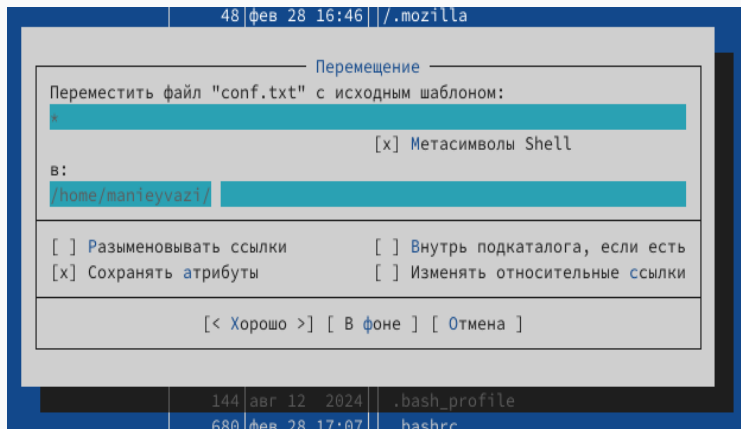 48 фев 28 16:46 /.mozilla
Перемещение
Переместить файл "conf.txt" с исходным шаблоном:
*
[x] Метасимволы Shell
в:
/home/manieyvazi/
[ ] Разыменовывать ссылки [ ] Внутрь подкаталога, если есть
[x] Сохранять атрибуты [ ] Изменять относительные ссылки
[< Хорошо >] [ В фоне ] [ Отмена ]
144 авг 12 2024 .bash_profile
680 фев 28 17:07 .bashrc